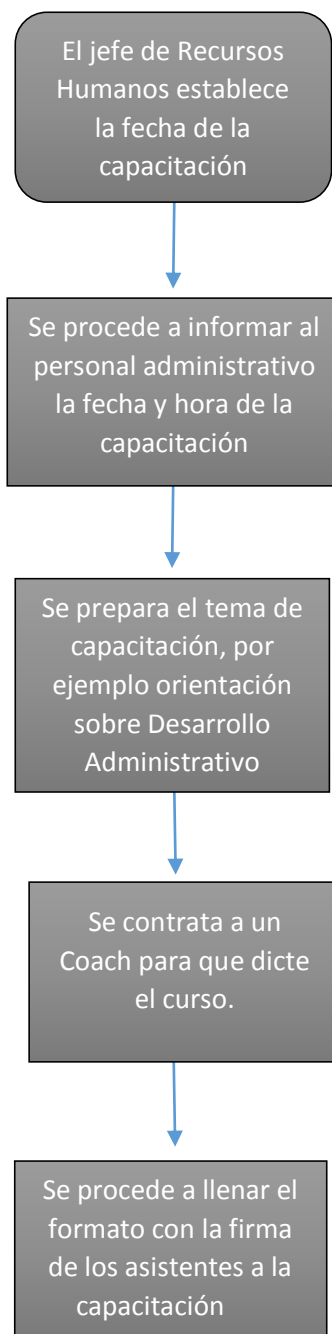 El jefe de Recursos
Humanos establece
la fecha de la
capacitación
Se procede a informar al
personal administrativo
la fecha y hora de la
capacitación
Se prepara el tema de
capacitación, por
ejemplo orientación
sobre Desarrollo
Administrativo
Se contrata a un
Coach para que dicte
el curso.
Se procede a llenar el
formato con la firma
de los asistentes a la
capacitación